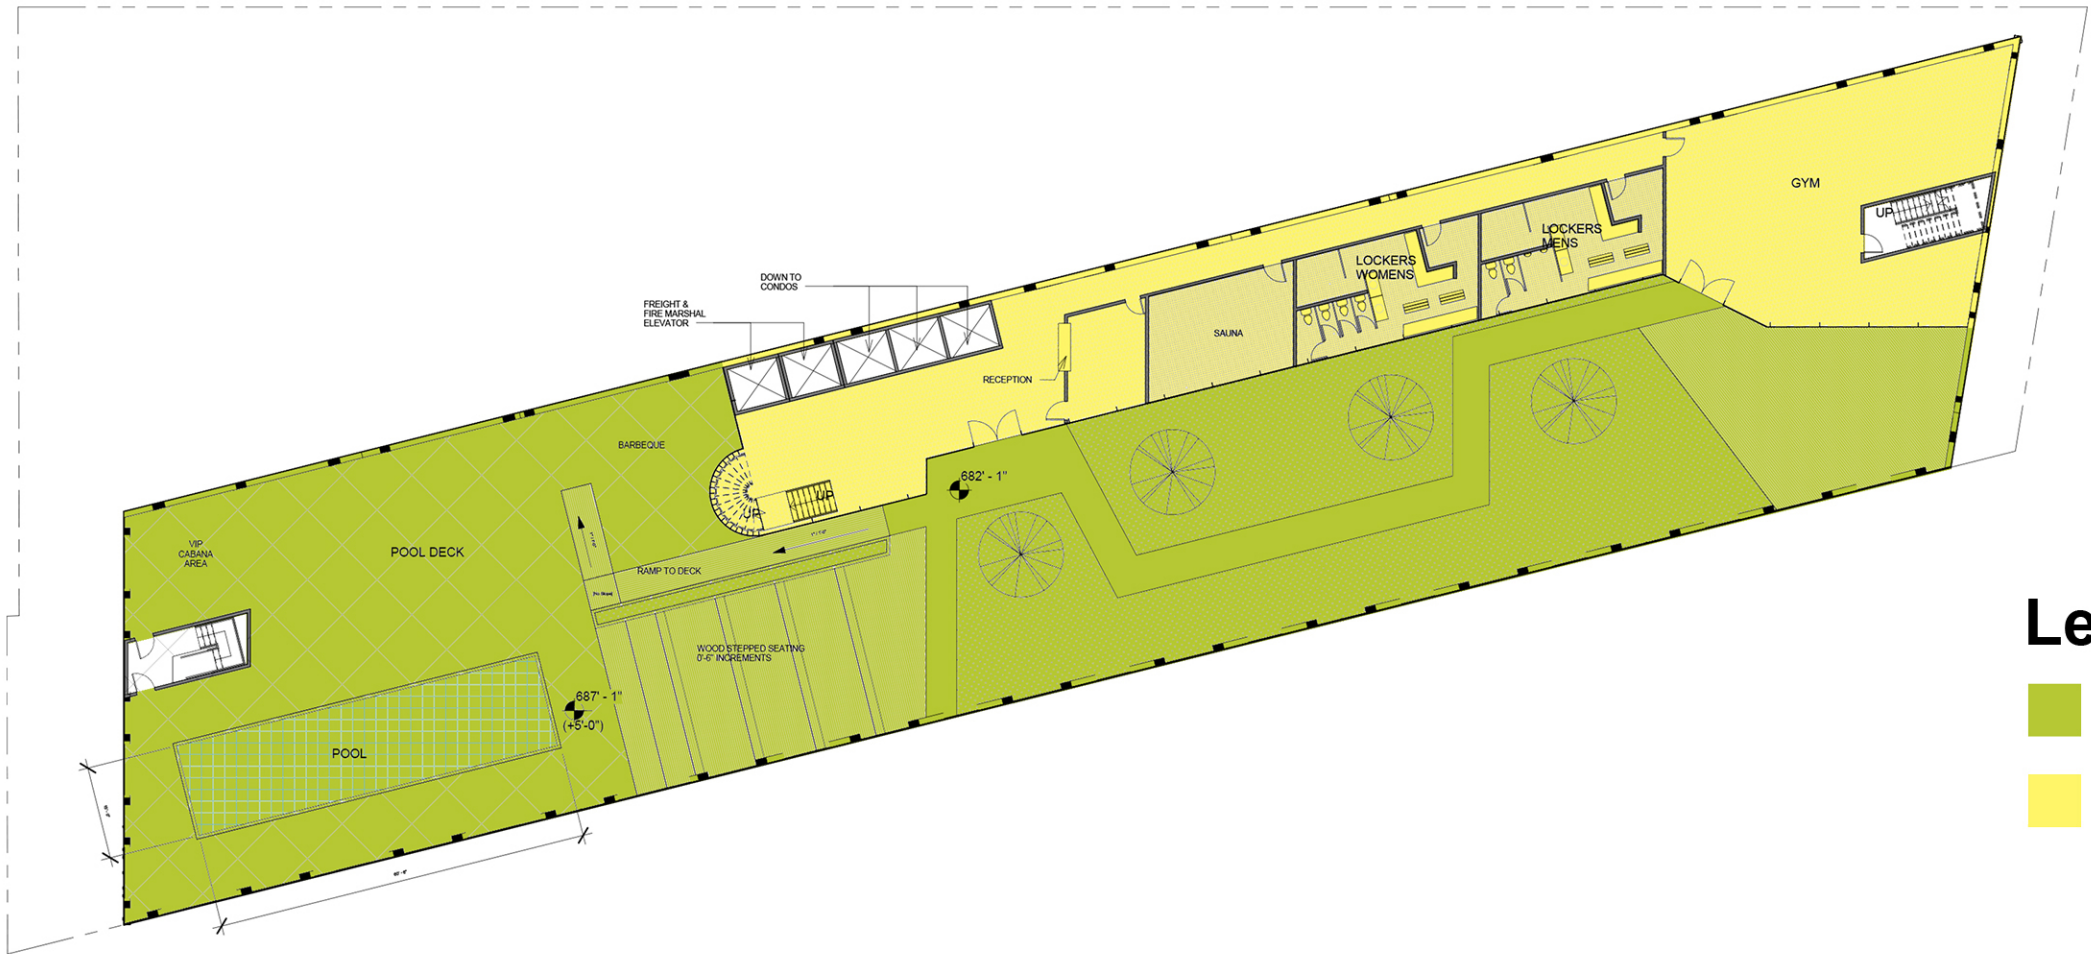 GYM
UP
LOCKERS
MENS
LOCKERS
WOMENS
DOWN TO
CONDOS
FREIGHT &
FIRE MARSHAL
ELEVATOR
SAUNA
RECEPTION
BARBEQUE
682' - 1"
UP
UP
VIP
CABANA
AREA
POOL DECK
RAMP TO DECK
WOOD STEPPED SEATING
0'-6" INCREMENTS
687' - 1"
(+5'-0")
POOL
Le